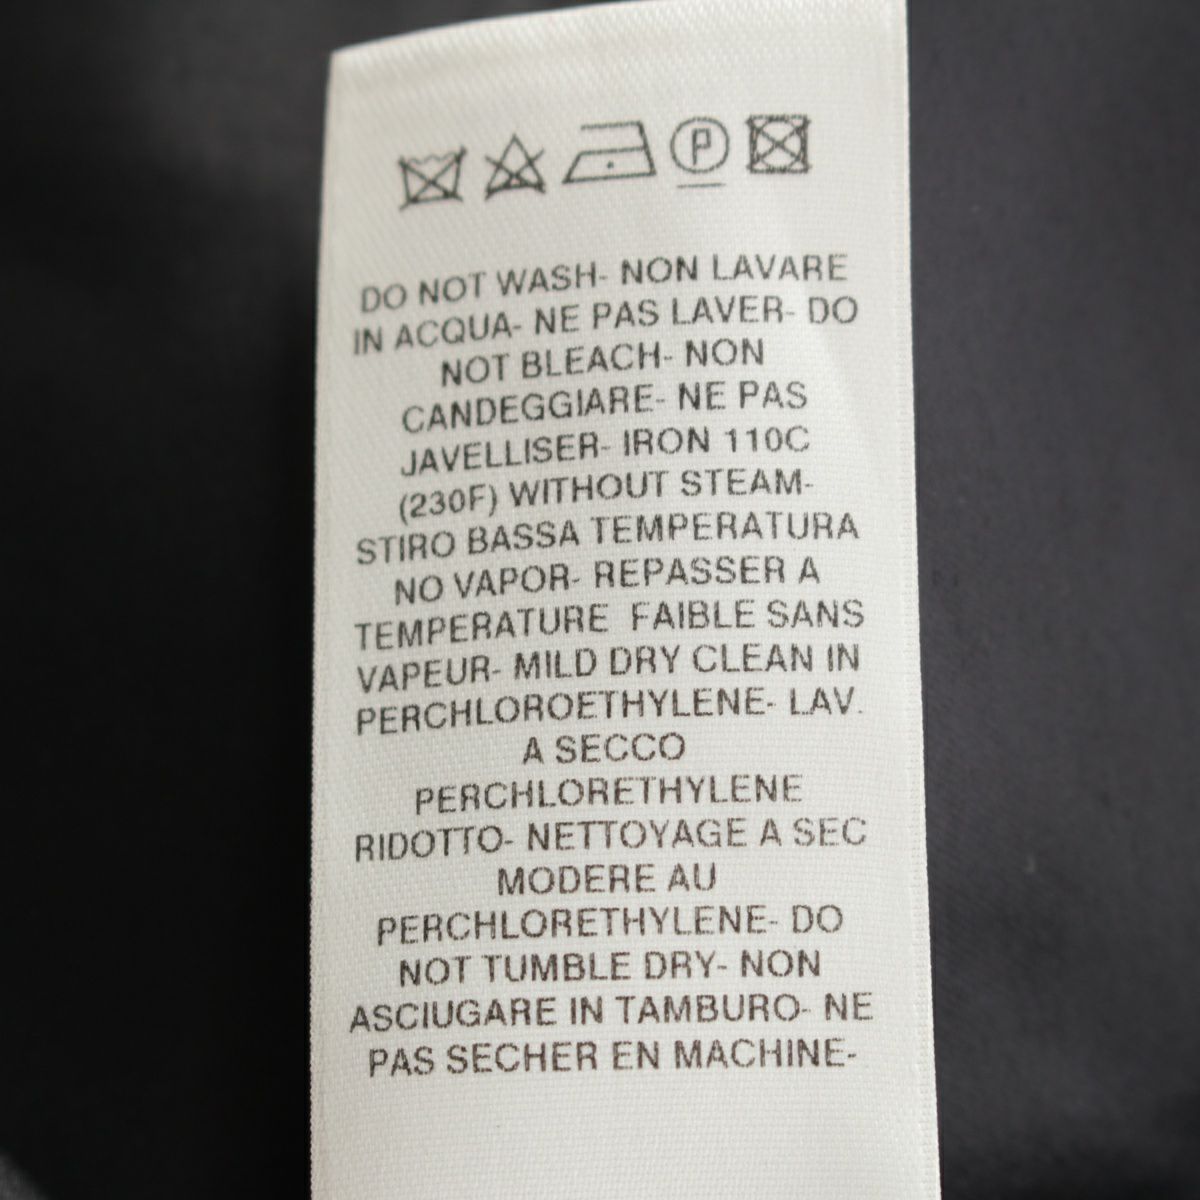 P
DO NOT WASH- NON LAVARE
IN ACQUA- NE PAS LAVER- DO
NOT BLEACH- NON
CANDEGGIARE- NE PAS
JAVELLISER- IRON 110C
(230F) WITHOUT STEAM-
STIRO BASSA TEMPERATURA
NO VAPOR- REPASSER A
TEMPERATURE FAIBLE SANS
VAPEUR- MILD DRY CLEAN IN
PERCHLOROETHYLENE- LAV.
A SECCO
PERCHLORETHYLENE
RIDOTTO- NETTOYAGE A SEC
MODERE AU
PERCHLORETHYLENE- DO
NOT TUMBLE DRY- NON
ASCIUGARE IN TAMBURO- NE
PAS SECHER EN MACHINE-